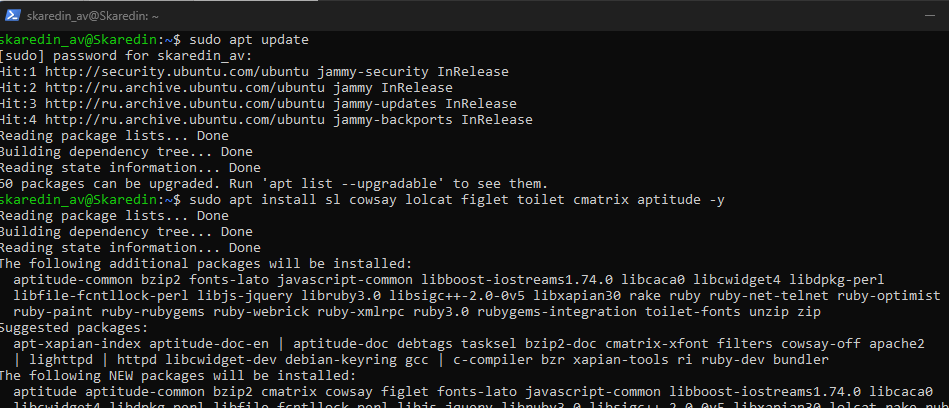 skaredin_av@Skaredin: ~
skaredin_av@Skaredin:~$ sudo apt update
[sudo] password for skaredin_av:
Hit:1 http://security.ubuntu.com/ubuntu jammy-security InRelease
Hit:2 http://ru.archive.ubuntu.com/ubuntu jammy InRelease
Hit:3 http://ru.archive.ubuntu.com/ubuntu jammy-updates InRelease
Hit:4 http://ru.archive.ubuntu.com/ubuntu jammy-backports InRelease
Reading package lists... Done
Building dependency tree... Done
Reading state information... Done
60 packages can be upgraded. Run 'apt list --upgradable' to see them.
skaredin_av@Skaredin:~$ sudo apt install sl cowsay lolcat figlet toilet cmatrix aptitude -y
Reading package lists... Done
Building dependency tree... Done
Reading state information... Done
The following additional packages will be installed:
aptitude-common bzip2 fonts-lato javascript-common libboost-iostreams1.74.0 libcaca0 libcwidget4 libdpkg-perl
libfile-fcntllock-perl libjs-jquery libruby3.0 libsigc++-2.0-0v5 libxapian30 rake ruby ruby-net-telnet ruby-optimist
ruby-paint ruby-rubygems ruby-webrick ruby-xmlrpc ruby3.0 rubygems-integration toilet-fonts unzip zip
Suggested packages:
apt-xapian-index aptitude-doc-en | aptitude-doc debtags tasksel bzip2-doc cmatrix-xfont filters cowsay-off apache2
| lighttpd | httpd libcwidget-dev debian-keyring gcc | c-compiler bzr xapian-tools ri ruby-dev bundler
The following NEW packages will be installed:
aptitude aptitude-common bzip2 cmatrix cowsay figlet fonts-lato javascript-common libboost-iostreams1.74.0 libcaca0
libcwidget4 libdpkg-perl libfile-fcntllock-perl libjs-jquery libruby3.0 libsigc++-2.0-0v5 libxapian30 lolcat rake